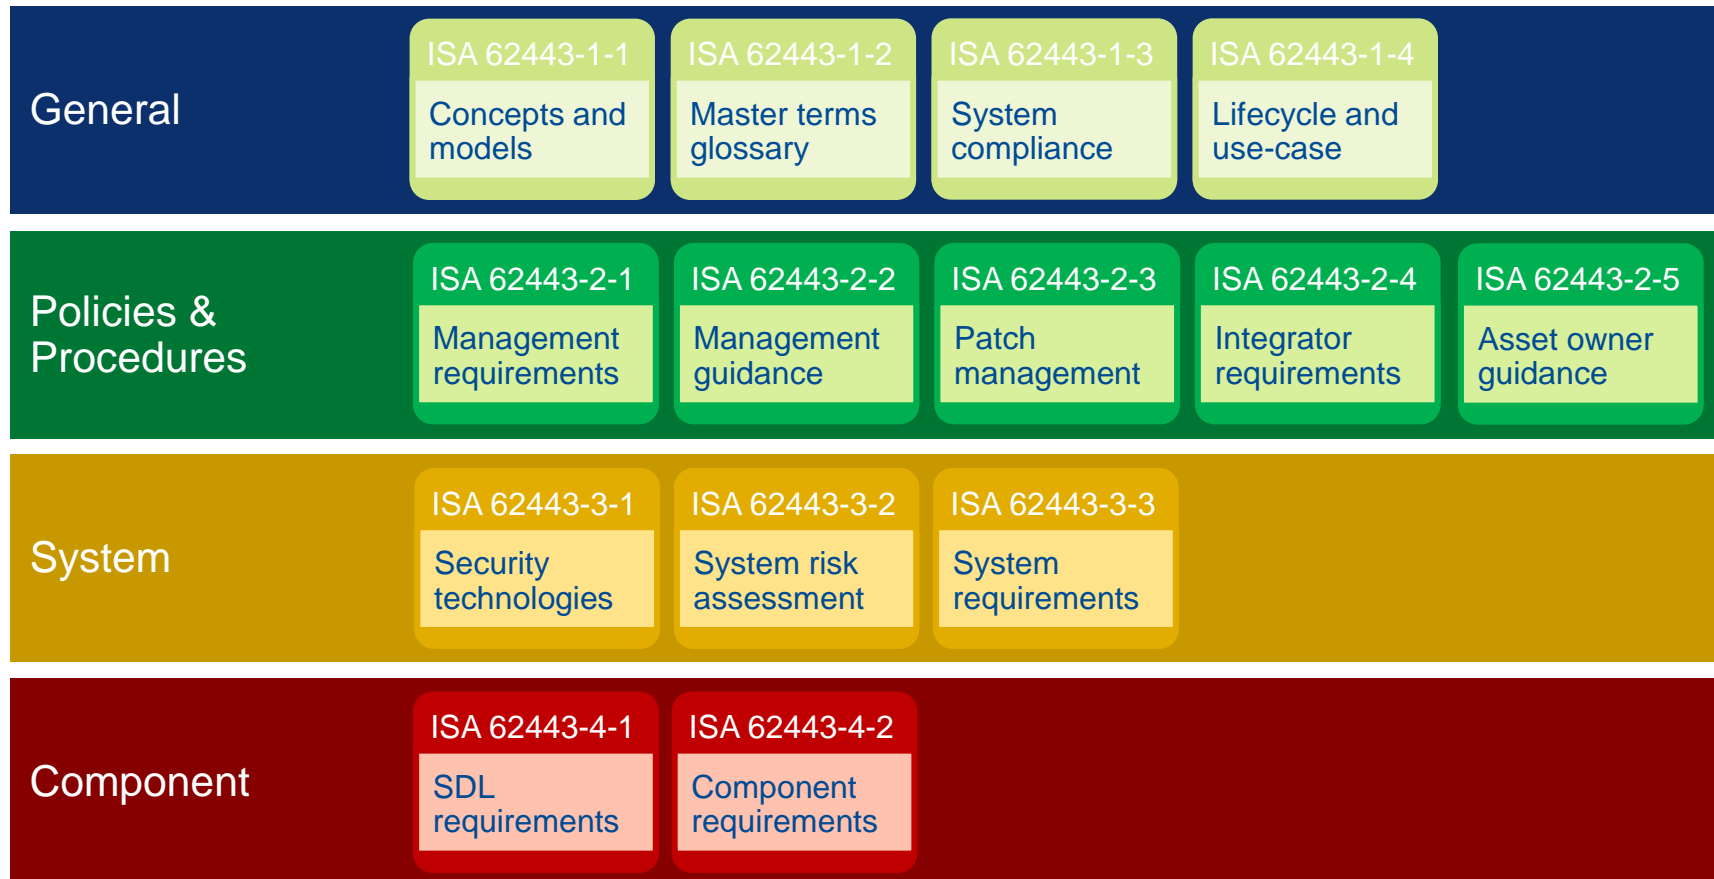 General
ISA 62443-1-1
Concepts and
models
ISA 62443-1-2
Master terms
glossary
ISA 62443-1-3
System
compliance
ISA 62443-1-4
Lifecycle and
use-case
Policies &
Procedures
ISA 62443-2-1
Management
requirements
ISA 62443-2-2
Management
guidance
ISA 62443-2-3
Patch
management
ISA 62443-2-4
Integrator
requirements
ISA 62443-2-5
Asset owner
guidance
System
ISA 62443-3-1
Security
technologies
ISA 62443-3-2
System risk
assessment
ISA 62443-3-3
System
requirements
Component
ISA 62443-4-1
SDL
requirements
ISA 62443-4-2
Component
requirements